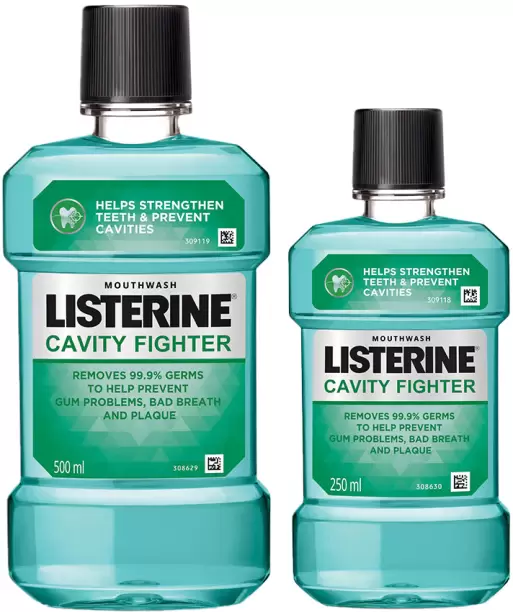 HELPS STRENGTHEN
TEETH & PREVENT
CAVITIES
309119
MOUTHWASH
LISTERINE®
CAVITY FIGHTER
REMOVES 99.9% GERMS
TO HELP PREVENT
GUM PROBLEMS, BAD BREATH
AND PLAQUE
500 ml
308629
HELPS STRENGTHEN
TEETH & PREVENT
CAVITIES
309118
MOUTHWASH
LISTERINE®
CAVITY FIGHTER
REMOVES 99.9% GERMS
TO HELP PREVENT
GUM PROBLEMS, BAD BREATH
AND PLAQUE
250 ml
308630